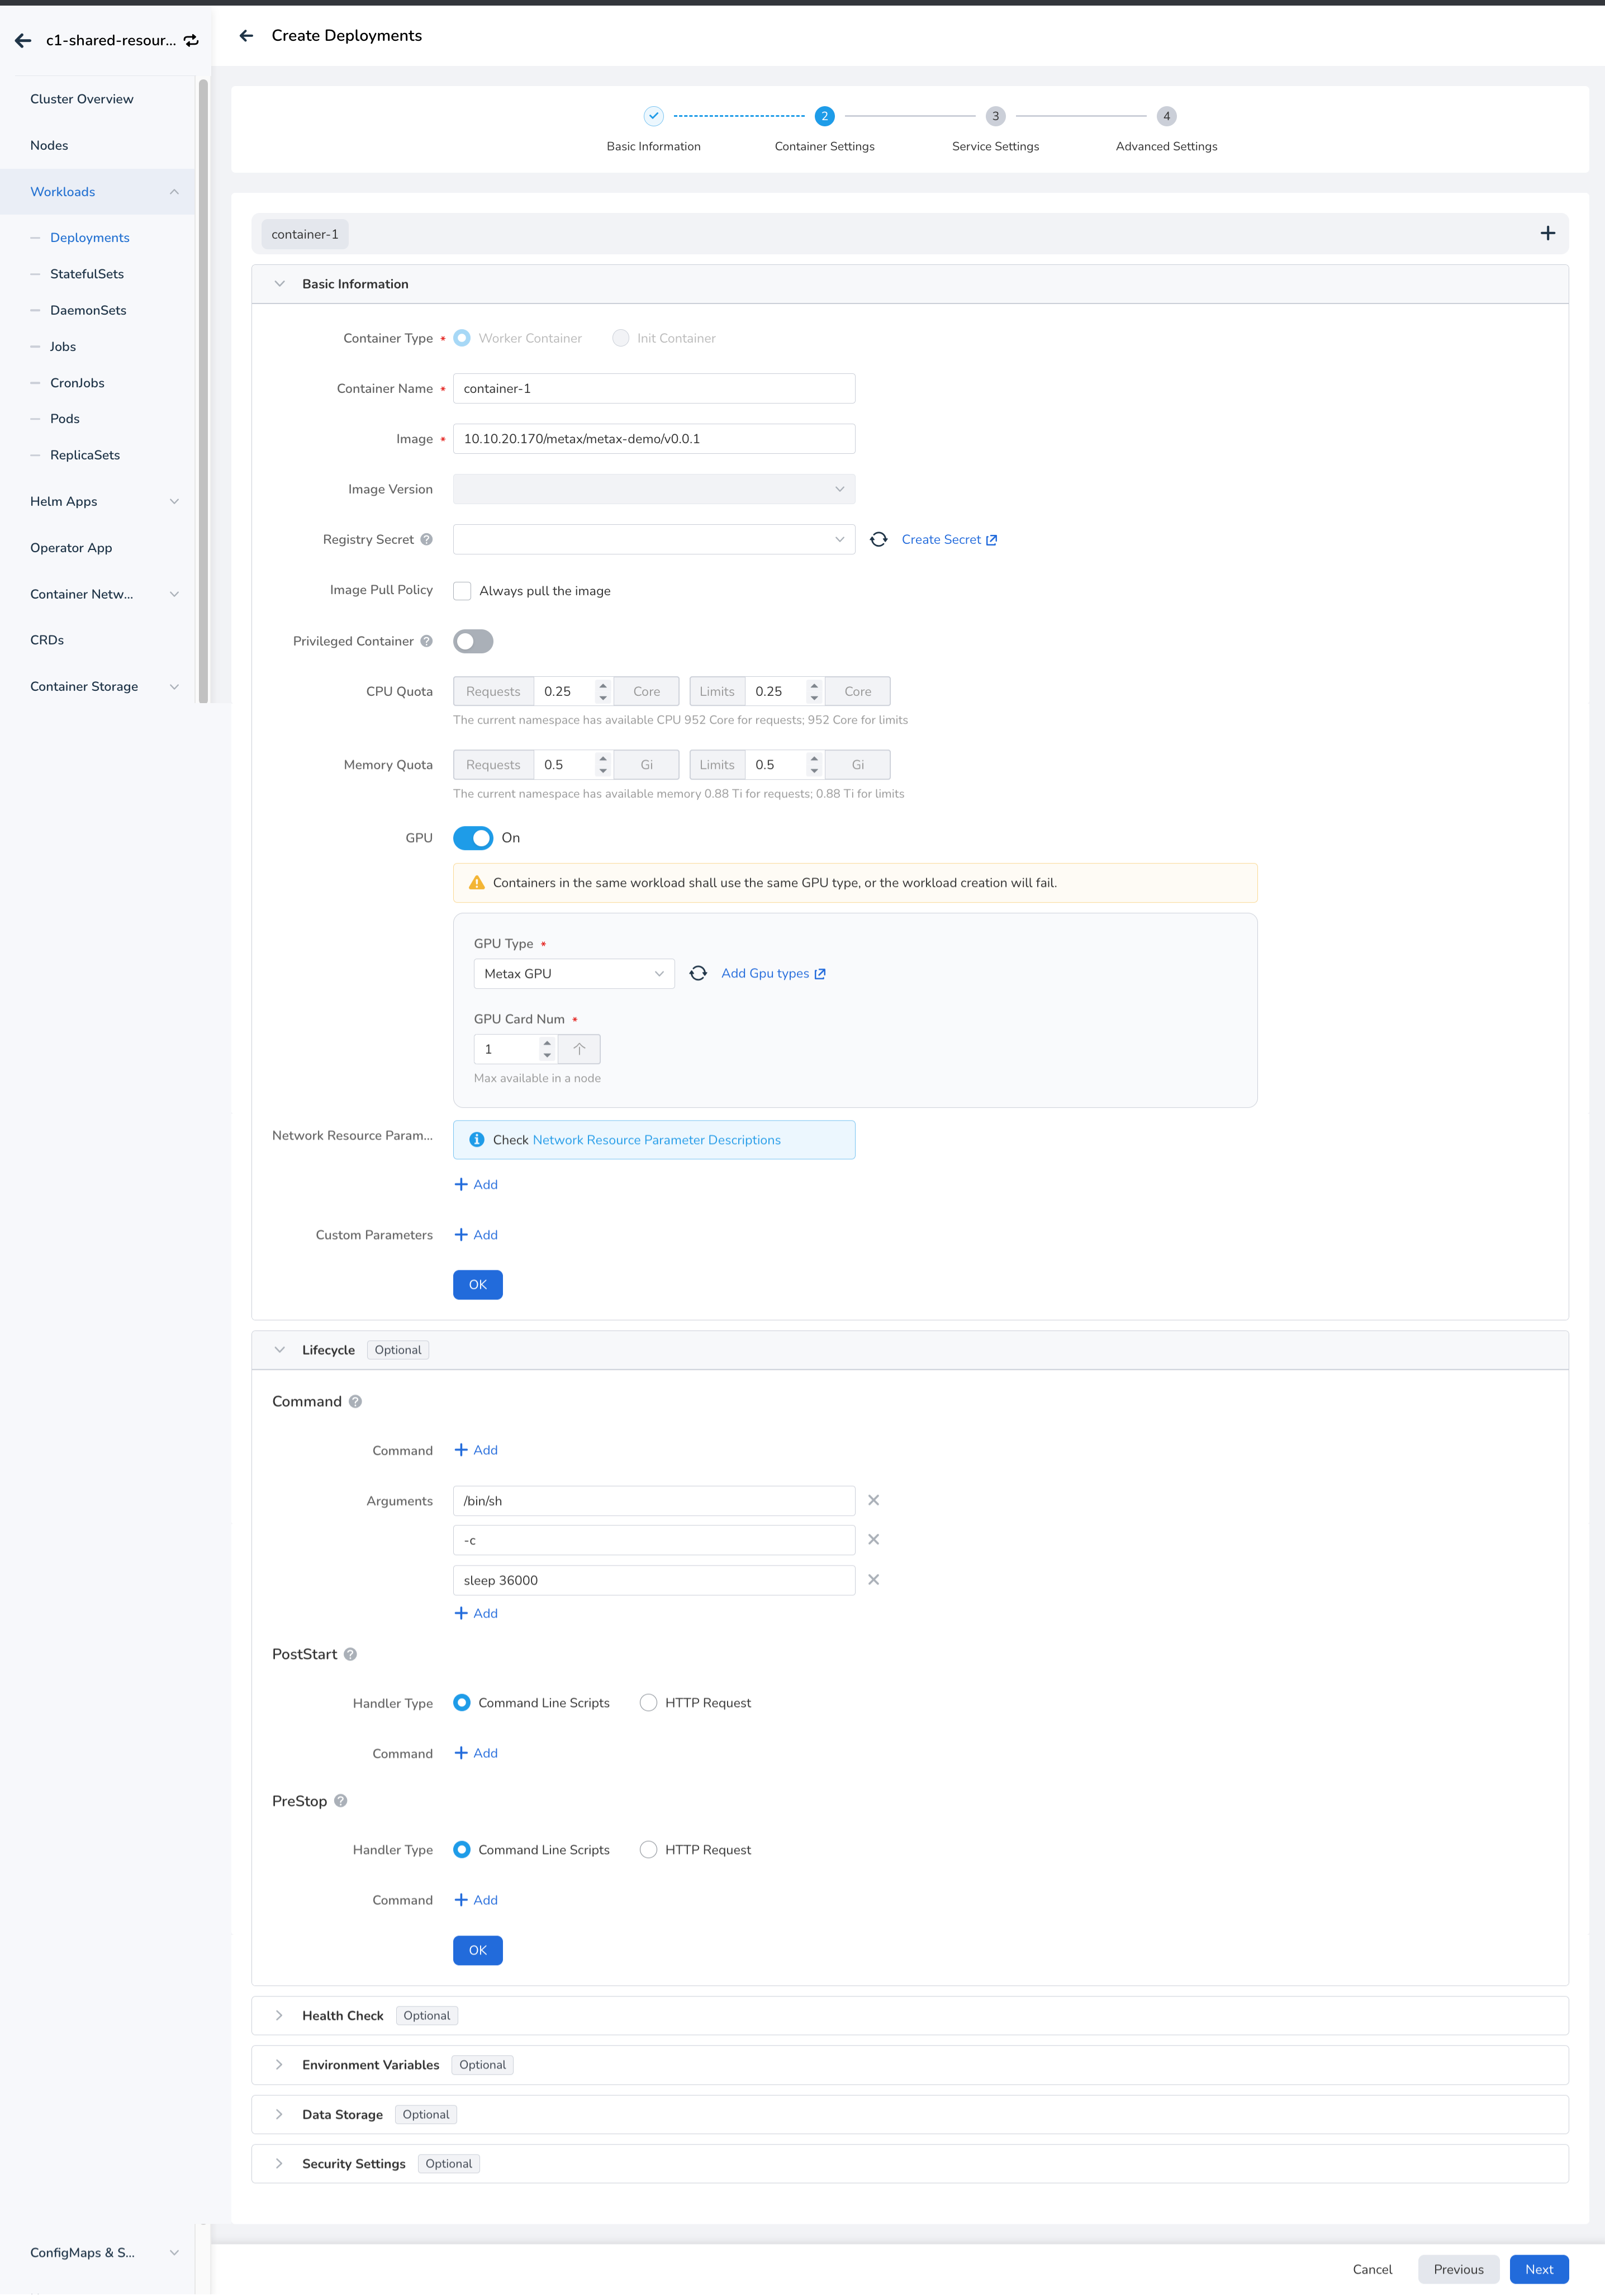 c1-shared-resour...
Create Deployments
Cluster Overview
Nodes
Workloads
Deployments
StatefulSets
DaemonSets
Jobs
CronJobs
Pods
ReplicaSets
Helm Apps
Operator App
Container Netw...
CRDs
Container Storage
ConfigMaps & S...
2 3 4
Basic Information Container Settings Service Settings Advanced Settings
container-1
Basic Information
Container Type * Worker Container Init Container
Container Name * container-1
Image * 10.10.20.170/metax/metax-demo/v0.0.1
Image Version
Registry Secret ? Create Secret
Image Pull Policy Always pull the image
Privileged Container ?
CPU Quota Requests 0.25 Core Limits 0.25 Core
The current namespace has available CPU 952 Core for requests; 952 Core for limits
Memory Quota Requests 0.5 Gi Limits 0.5 Gi
The current namespace has available memory 0.88 Ti for requests; 0.88 Ti for limits
GPU On
Containers in the same workload shall use the same GPU type, or the workload creation will fail.
GPU Type *
Metax GPU Add Gpu types
GPU Card Num *
1
Max available in a node
Network Resource Param... Check Network Resource Parameter Descriptions
+ Add
Custom Parameters + Add
OK
Lifecycle Optional
Command ?
Command + Add
Arguments /bin/sh
-c
sleep 36000
+ Add
PostStart ?
Handler Type Command Line Scripts HTTP Request
Command + Add
PreStop ?
Handler Type Command Line Scripts HTTP Request
Command + Add
OK
Health Check Optional
Environment Variables Optional
Data Storage Optional
Security Settings Optional
Cancel Previous Next